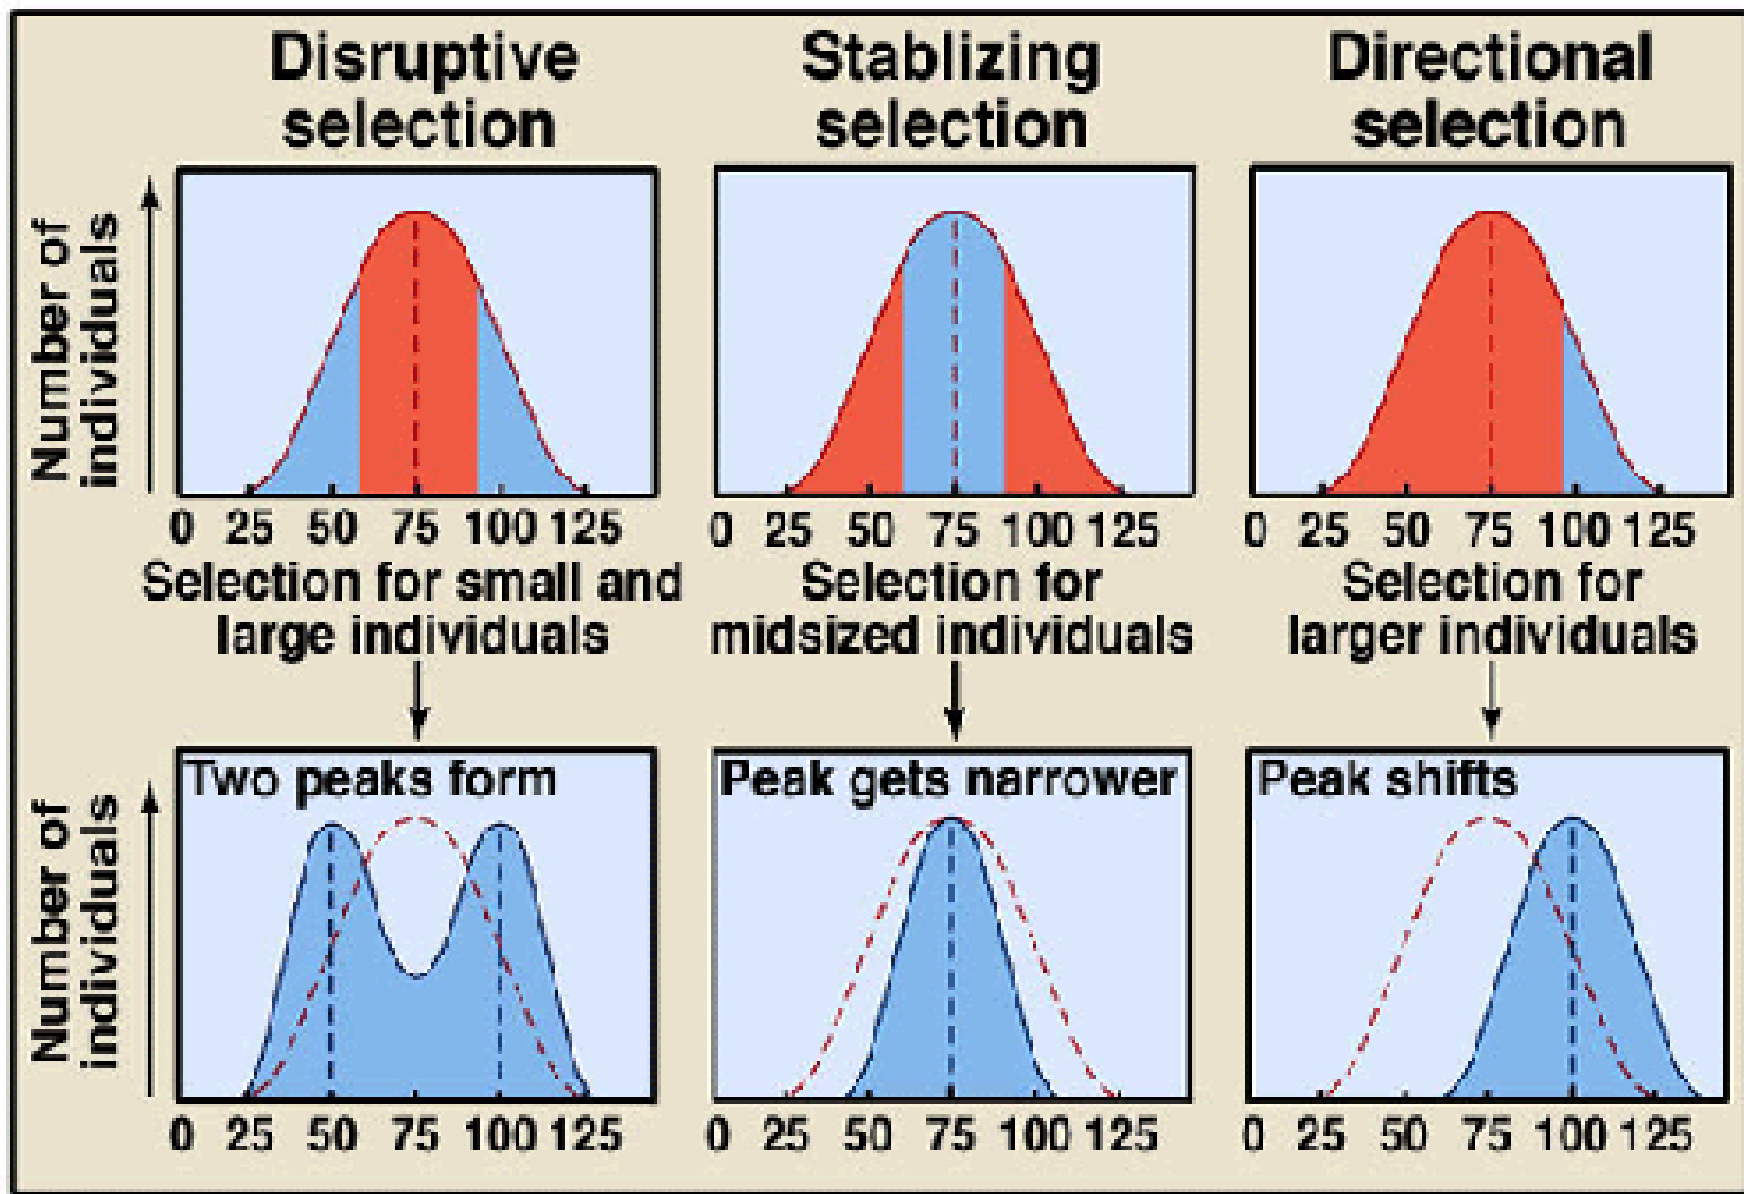 Disruptive
selection
Stablizing
selection
Directional
selection
Number of
individuals
0 25 50 75 100 125
0 25 50 75 100 125
0 25 50 75 100 125
Selection for small and
large individuals
Selection for
midsized individuals
Selection for
larger individuals
Number of
individuals
Two peaks form
Peak gets narrower
Peak shifts
0 25 50 75 100 125
0 25 50 75 100 125
0 25 50 75 100 125